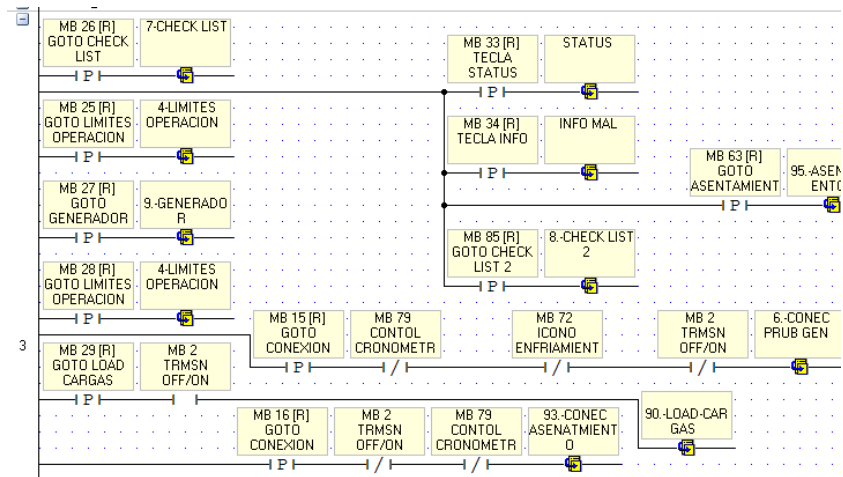 MB 26 [R]
GOTO CHECK
LIST
7-CHECK LIST
P
MB 33 [R]
TECLA
STATUS
STATUS
P
MB 25 [R]
GOTO LIMITES
OPERACION
4-LIMITES
OPERACION
P
MB 34 [R]
TECLA INFO
INFO MAL
P
MB 63 [R]
GOTO
ASENTAMIENT
95.-ASEN
ENTO
P
MB 27 [R]
GOTO
GENERADOR
9.-GENERADO
R
P
MB 85 [R]
GOTO CHECK
LIST 2
8.-CHECK LIST
2
P
MB 28 [R]
GOTO LIMITES
OPERACION
4-LIMITES
OPERACION
P
3
MB 15 [R]
GOTO
CONEXION
P
MB 79
CONTOL
CRONOMETR
/
MB 72
ICONO
ENFRIAMIENT
/
MB 2
TRMSN
OFF/ON
/
6.-CONEC
PRUB GEN
MB 29 [R]
GOTO LOAD
CARGAS
P
MB 2
TRMSN
OFF/ON
90.-LOAD-CAR
GAS
MB 16 [R]
GOTO
CONEXION
P
MB 2
TRMSN
OFF/ON
/
MB 79
CONTOL
CRONOMETR
/
93.-CONEC
ASENATMIENT
O